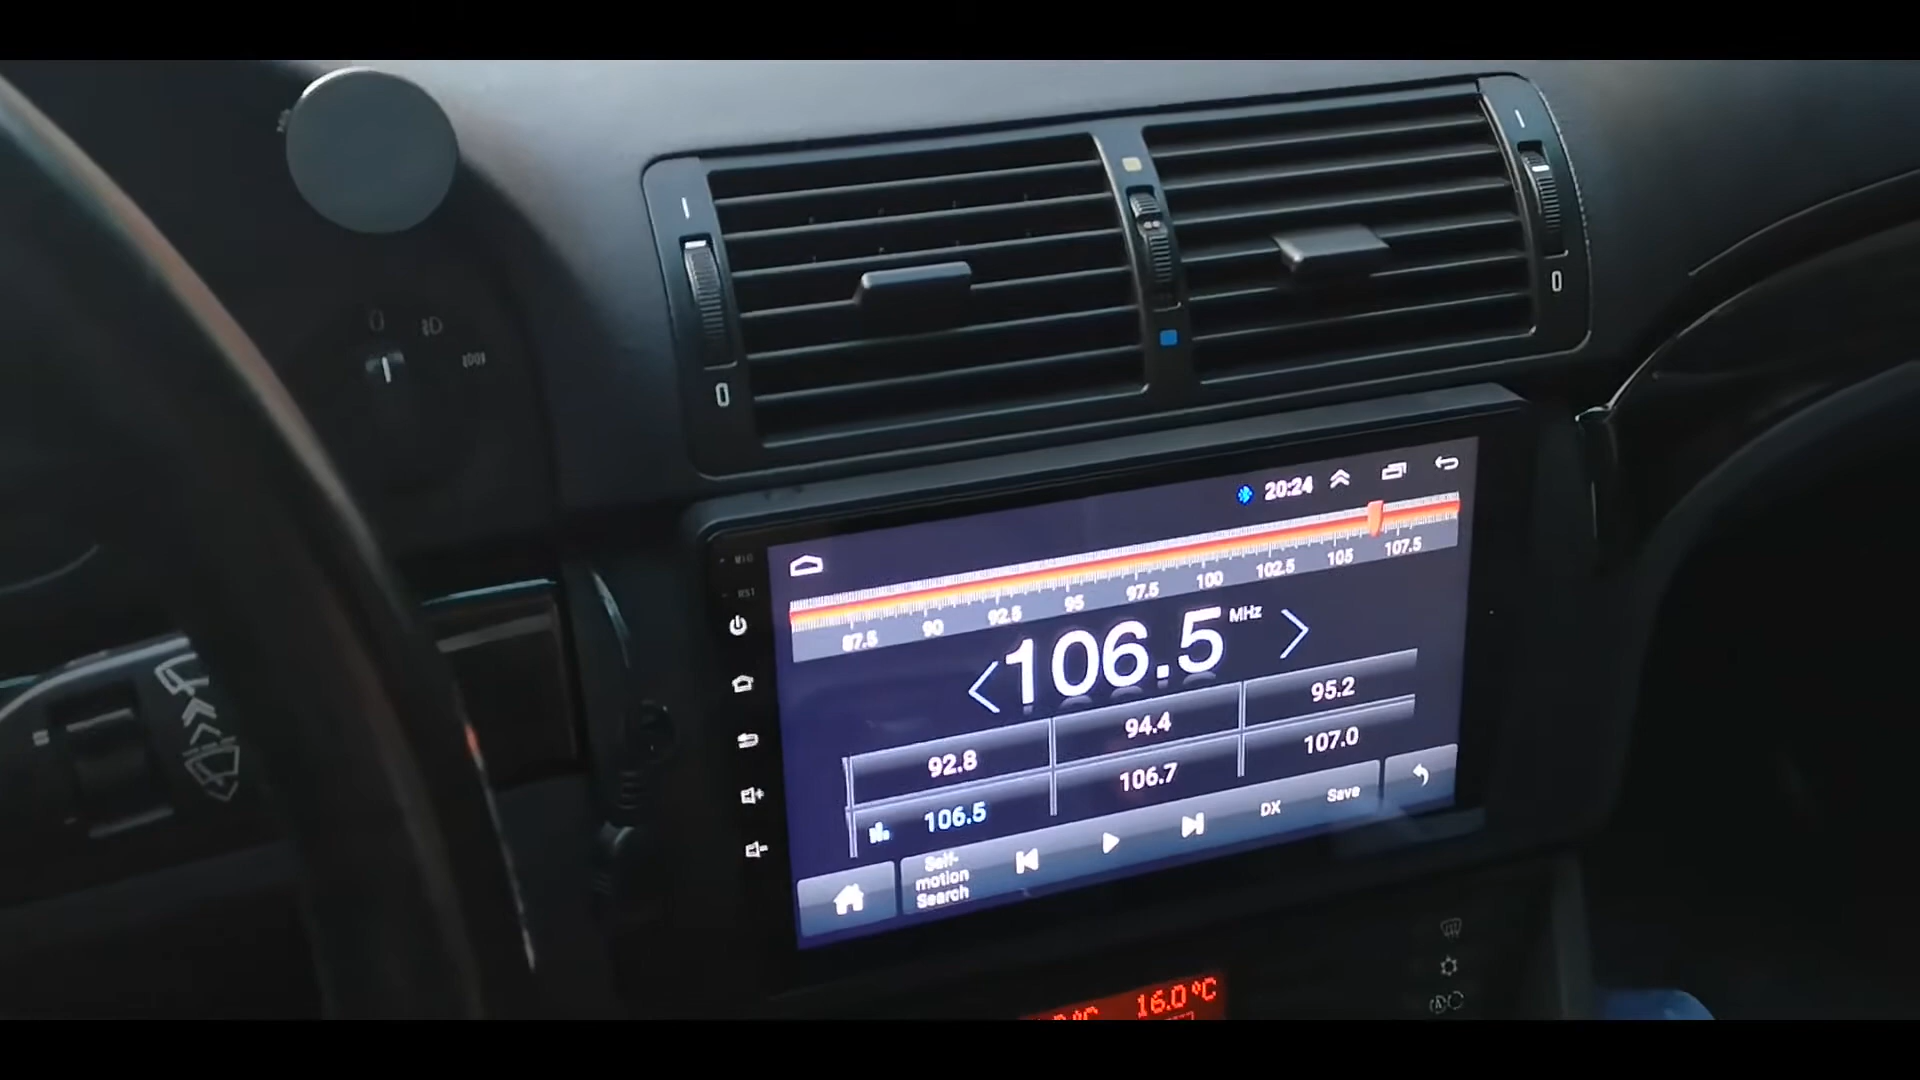 20:24
MIC
RST
87.5 90 92.5 95 97.5 100 102.5 105 107.5
106.5 MHz
92.8 94.4 95.2
106.5 106.7 107.0
Self-
motion
Search
DX Save
16.0°C